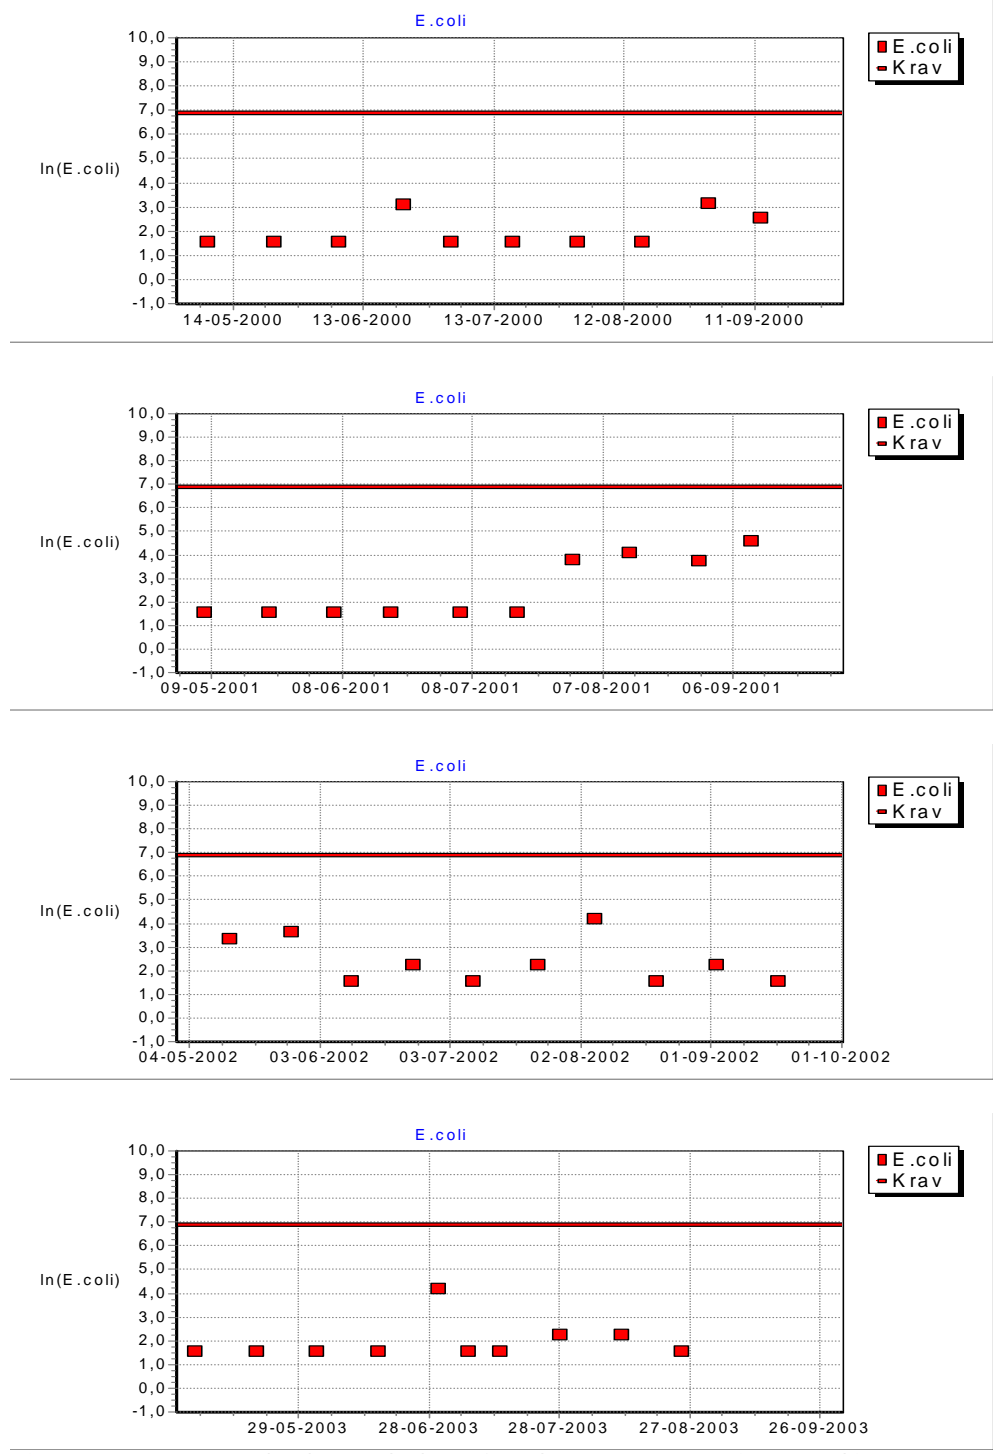 E.coli
10,0
9,0
8,0
7,0
6,0
5,0
4,0
3,0
2,0
1,0
0,0
-1,0
ln(E.coli)
14-05-2000 13-06-2000 13-07-2000 12-08-2000 11-09-2000
E.coli
Krav
E.coli
10,0
9,0
8,0
7,0
6,0
5,0
4,0
3,0
2,0
1,0
0,0
-1,0
ln(E.coli)
09-05-2001 08-06-2001 08-07-2001 07-08-2001 06-09-2001
E.coli
Krav
E.coli
10,0
9,0
8,0
7,0
6,0
5,0
4,0
3,0
2,0
1,0
0,0
-1,0
ln(E.coli)
04-05-2002 03-06-2002 03-07-2002 02-08-2002 01-09-2002 01-10-2002
E.coli
Krav
E.coli
10,0
9,0
8,0
7,0
6,0
5,0
4,0
3,0
2,0
1,0
0,0
-1,0
ln(E.coli)
29-05-2003 28-06-2003 28-07-2003 27-08-2003 26-09-2003
E.coli
Krav